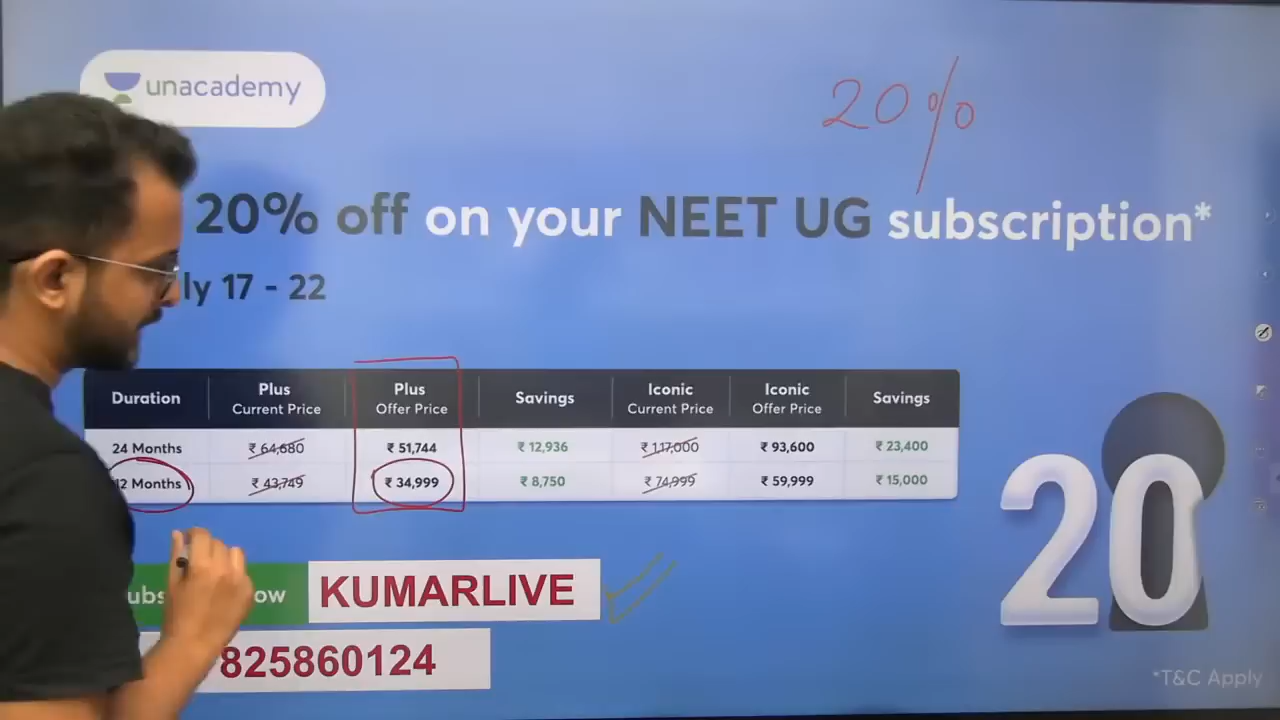 unacademy
20%
20% off on your NEET UG subscription*
ly 17 - 22
Duration Plus Current Price Plus Offer Price Savings Iconic Current Price Iconic Offer Price Savings
24 Months ₹ 64,680 ₹ 51,744 ₹ 12,936 ₹ 117,000 ₹ 93,600 ₹ 23,400
12 Months ₹ 43,749 ₹ 34,999 ₹ 8,750 ₹ 74,999 ₹ 59,999 ₹ 15,000
20
ubs ow KUMARLIVE
825860124
*T&C Apply